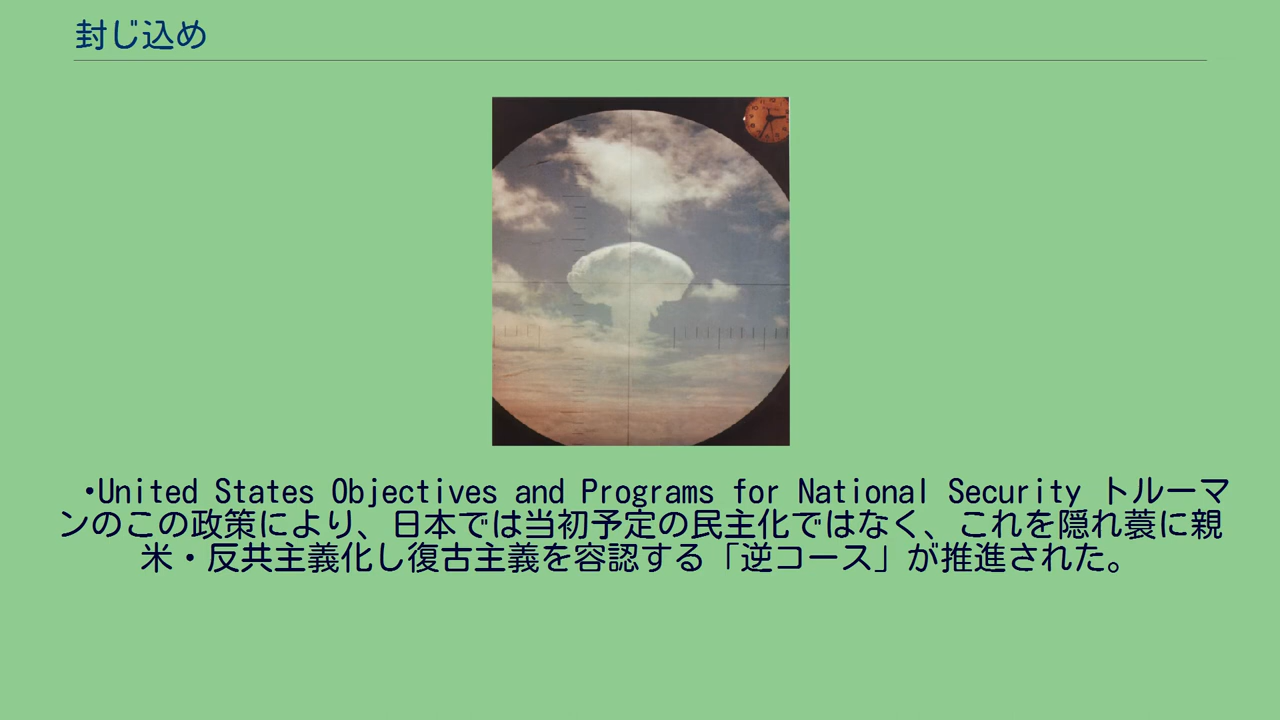 封じ込め
•United States Objectives and Programs for National Security トルーマ
ンのこの政策により、日本では当初予定の民主化ではなく、これを隠れ蓑に親
米・反共主義化し復古主義を容認する「逆コース」が推進された。